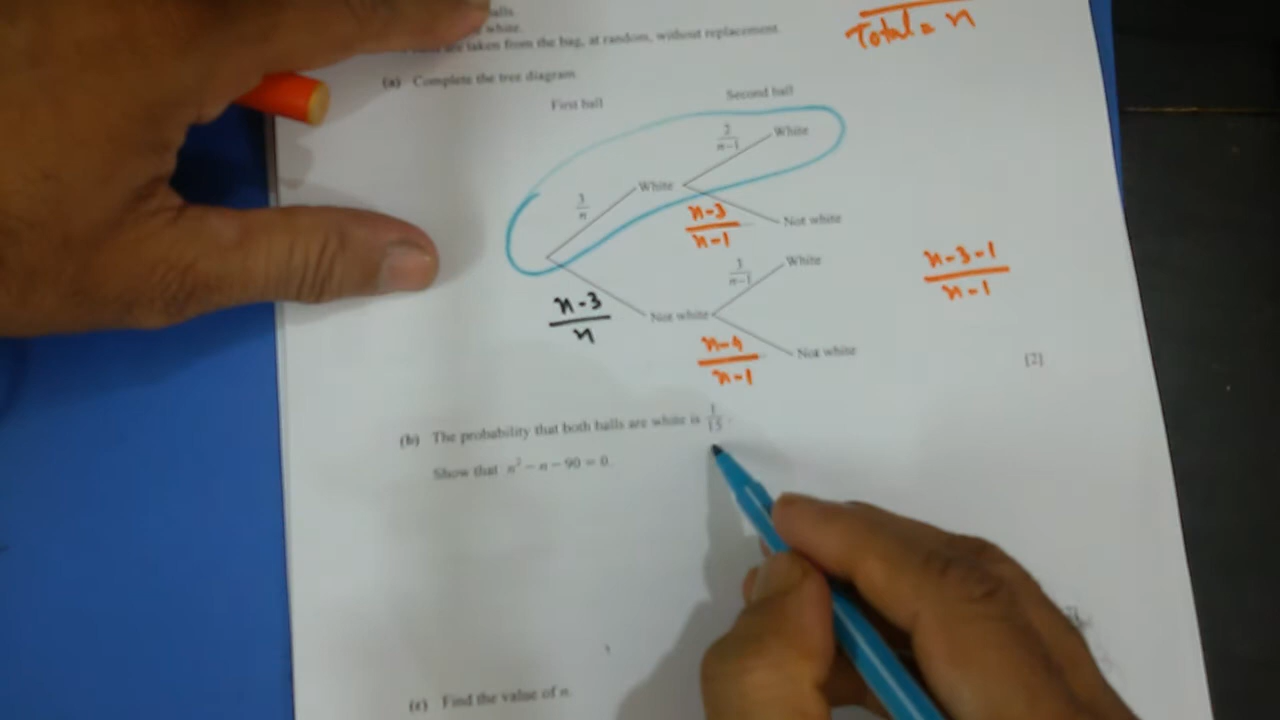 alls.
white.
are taken from the bag, at random, without replacement.
Total = n
(a) Complete the tree diagram.
First ball
Second ball
2/n−1
White
3/n
White
n-3/n-1
Not white
3/n−1
White
n-3-1/n-1
n-3/n
Not white
n-4/n-1
Not white
[2]
(b) The probability that both balls are white is 1/15.
Show that n² − n − 90 = 0.
(c) Find the value of n.